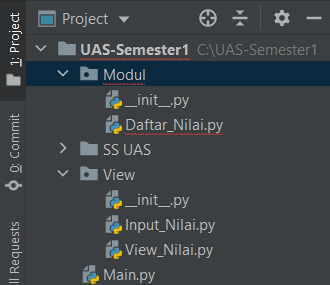 Project
UAS-Semester1 C:\UAS-Semester1
Modul
__init__.py
Daftar_Nilai.py
SS UAS
View
__init__.py
Input_Nilai.py
View_Nilai.py
Main.py
1: Project
0: Commit
ll Requests